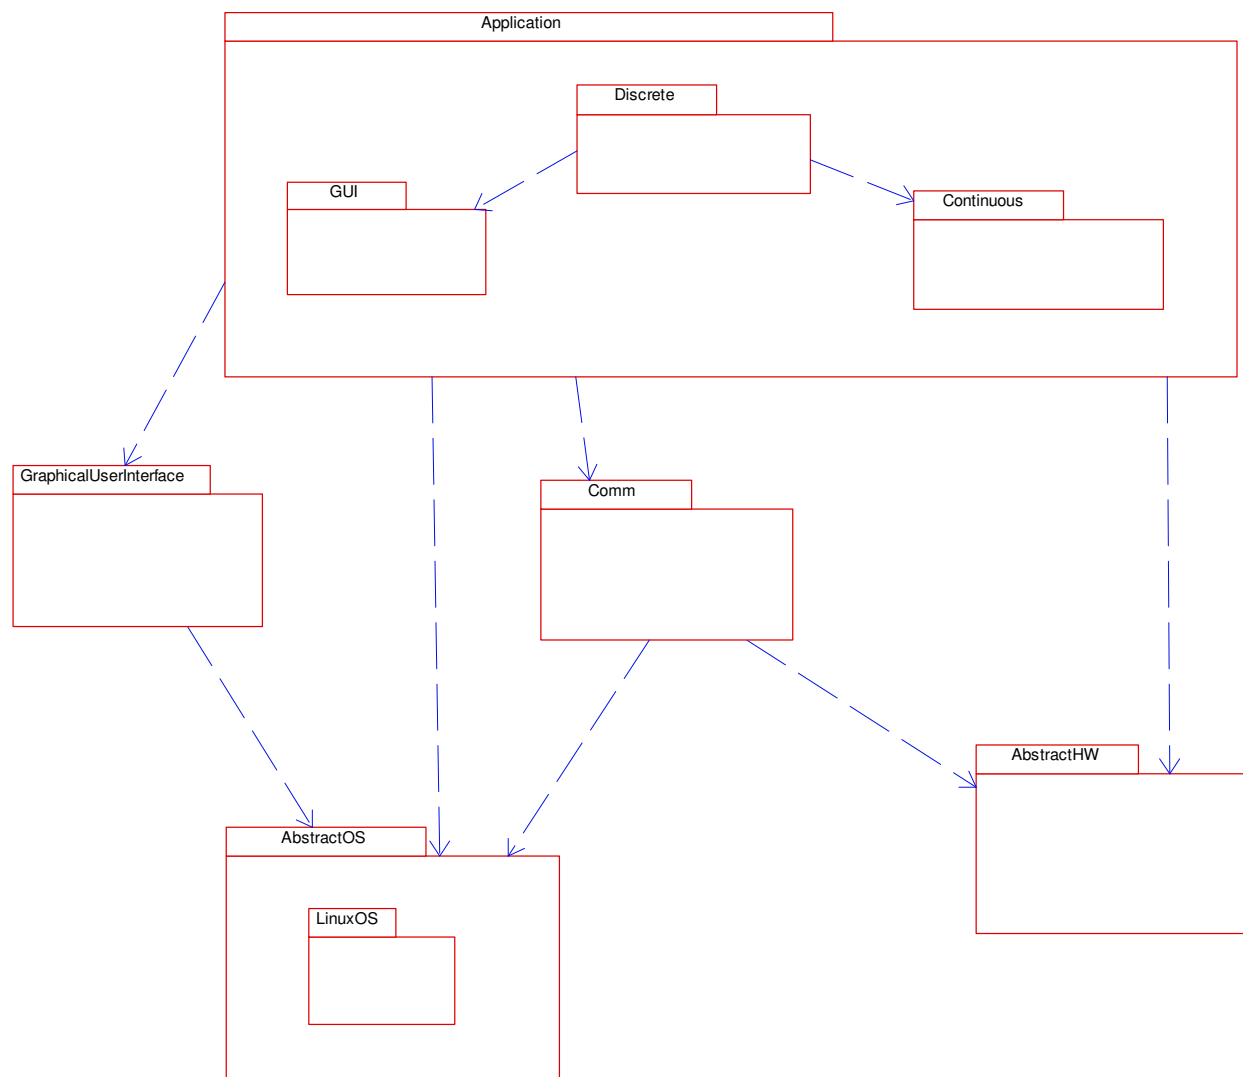 Application
Discrete
GUI
Continuous
GraphicalUserInterface
Comm
AbstractHW
AbstractOS
LinuxOS